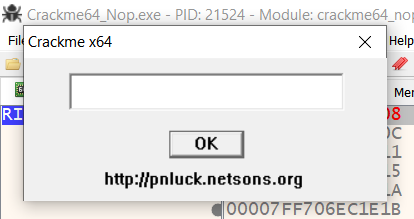 Crackme64_Nop.exe - PID: 21524 - Module: crackme64_nop
Crackme x64
OK
http://pnluck.netsons.org
00007FF706EC1E1B